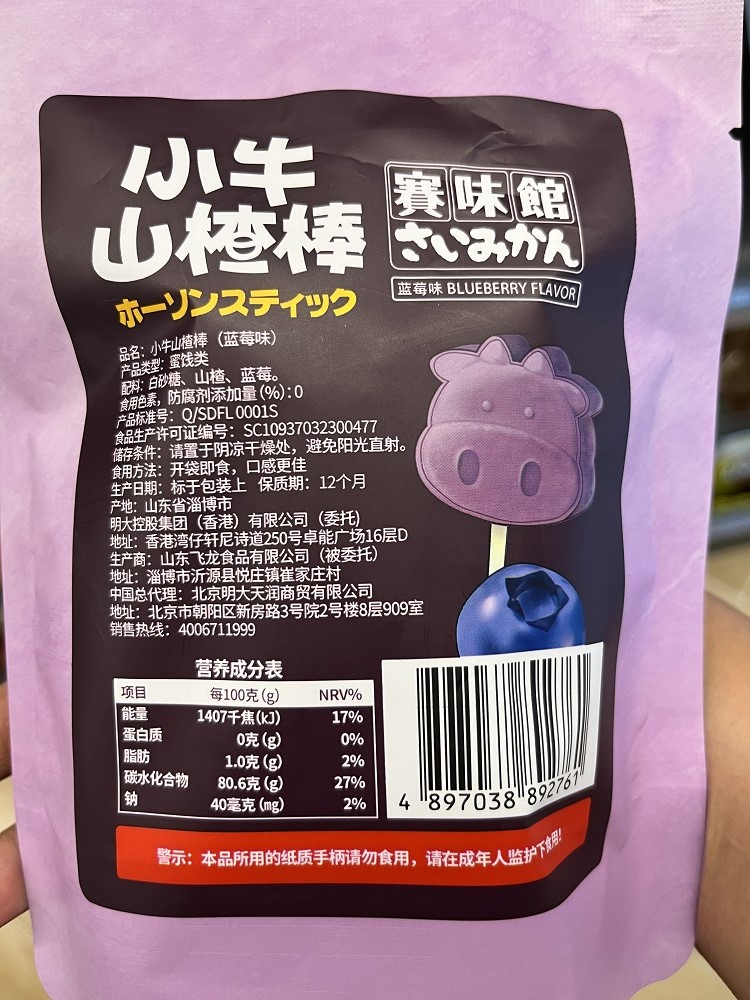 小牛
山楂棒
ホーソンスティック
賽味館
さいみかん
蓝莓味 BLUEBERRY FLAVOR
品名：小牛山楂棒（蓝莓味）
产品类型：蜜饯类
配料：白砂糖、山楂、蓝莓。
食用色素，防腐剂添加量(%)：0
产品标准号：Q/SDFL 0001S
食品生产许可证编号：SC10937032300477
储存条件：请置于阴凉干燥处，避免阳光直射。
食用方法：开袋即食，口感更佳
生产日期：标于包装上 保质期：12个月
产地：山东省淄博市
明大控股集团（香港）有限公司（委托）
地址：香港湾仔轩尼诗道250号卓能广场16层D
生产商：山东飞龙食品有限公司（被委托）
地址：淄博市沂源县悦庄镇崔家庄村
中国总代理：北京明大天润商贸有限公司
地址：北京市朝阳区新房路3号院2号楼8层909室
销售热线：4006711999
营养成分表
项目 每100克(g) NRV%
能量 1407千焦(kJ) 17%
蛋白质 0克(g) 0%
脂肪 1.0克(g) 2%
碳水化合物 80.6克(g) 27%
钠 40毫克(mg) 2%
4 897038 892761
警示：本品所用的纸质手柄请勿食用，请在成年人监护下食用！